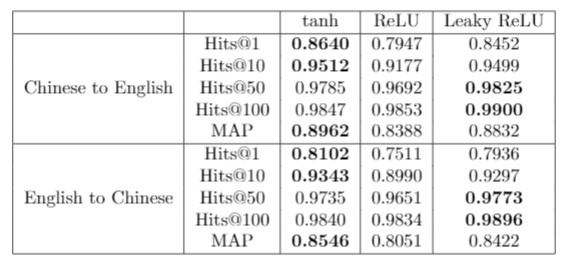 tanh ReLU Leaky ReLU
Hits@1 0.8640 0.7947 0.8452
Hits@10 0.9512 0.9177 0.9499
Chinese to English Hits@50 0.9785 0.9692 0.9825
Hits@100 0.9847 0.9853 0.9900
MAP 0.8962 0.8388 0.8832
Hits@1 0.8102 0.7511 0.7936
Hits@10 0.9343 0.8990 0.9297
English to Chinese Hits@50 0.9735 0.9651 0.9773
Hits@100 0.9840 0.9834 0.9896
MAP 0.8546 0.8051 0.8422